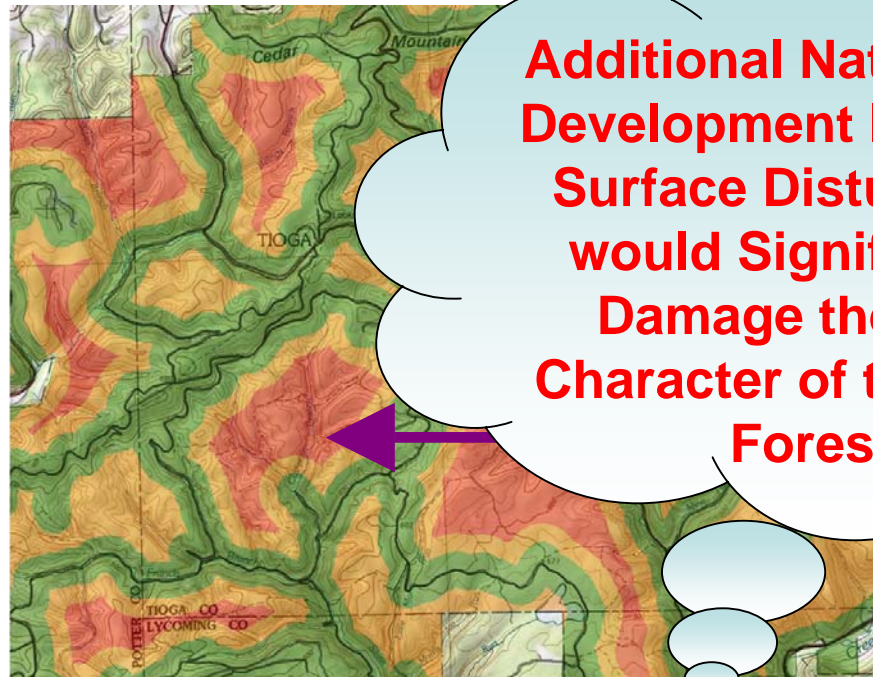 Cedar
Mountain
Additional Nat
Development
Surface Distu
would Signif
Damage the
Character of t
Fores
TIOGA
TIOGA CO
LYCOMING CO
POTTER CO